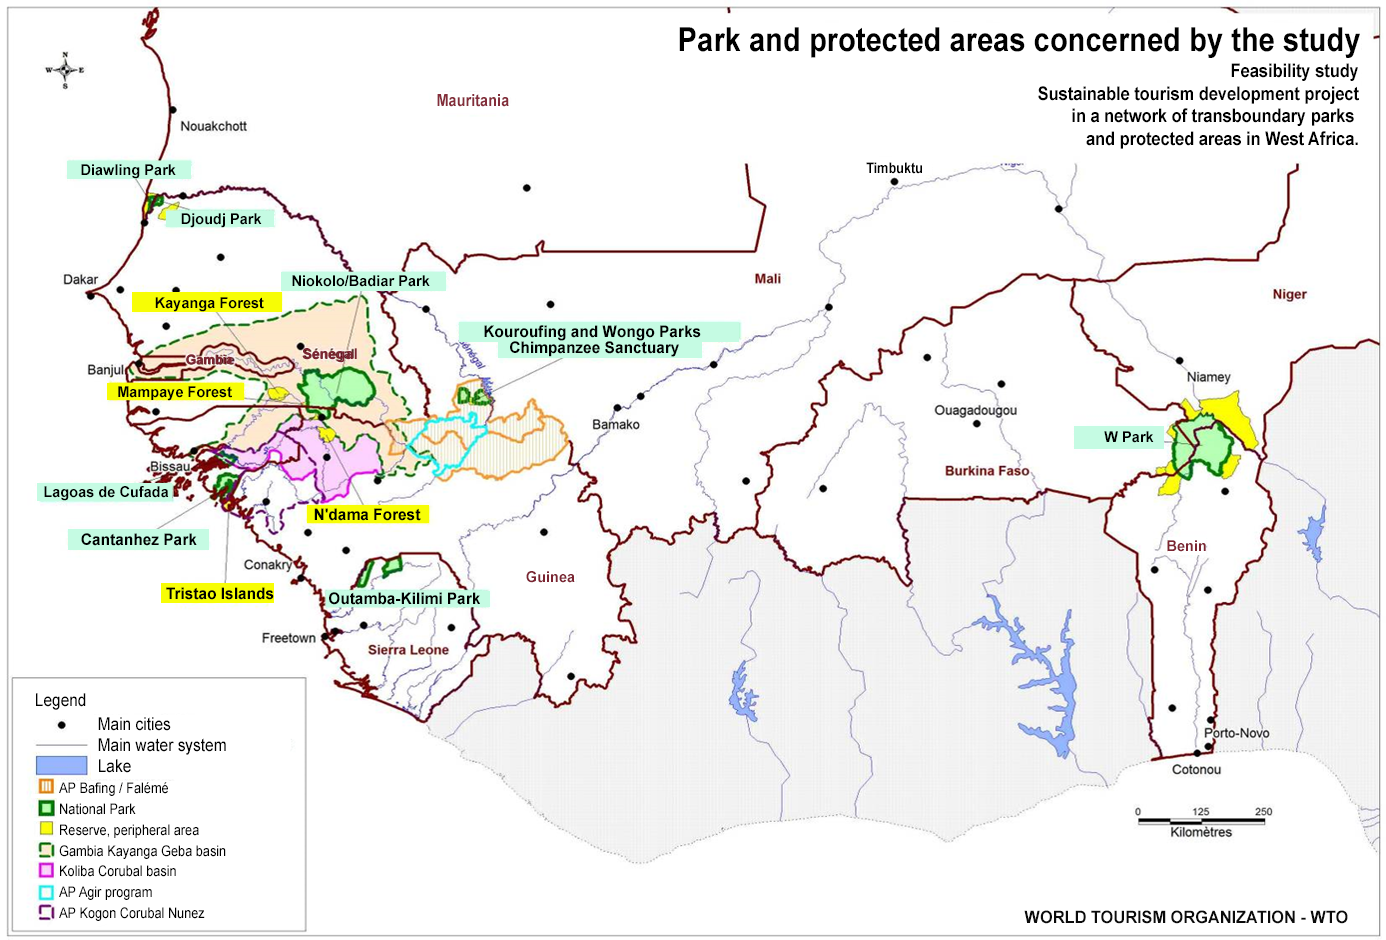 Park and protected areas concerned by the study
Feasibility study
Sustainable tourism development project
in a network of transboundary parks
and protected areas in West Africa.
N
W E
S
Mauritania
Nouakchott
Timbuktu
Diawling Park
Djoudj Park
Dakar
Niokolo/Badiar Park
Mali
Niger
Kayanga Forest
Kouroufing and Wongo Parks
Chimpanzee Sanctuary
Sénégal
Gambie
Sénégal
Banjul
Niamey
Mampaye Forest
Ouagadougou
Bamako
W Park
Bissau
Burkina Faso
Lagoas de Cufada
N'dama Forest
Cantanhez Park
Benin
Conakry
Guinea
Tristao Islands
Outamba-Kilimi Park
Freetown
Sierra Leone
Porto-Novo
Cotonou
Legend
Main cities
Main water system
Lake
AP Bafing / Falémé
National Park
Reserve, peripheral area
Gambia Kayanga Geba basin
Koliba Corubal basin
AP Agir program
AP Kogon Corubal Nunez
0 125 250
Kilomètres
WORLD TOURISM ORGANIZATION - WTO